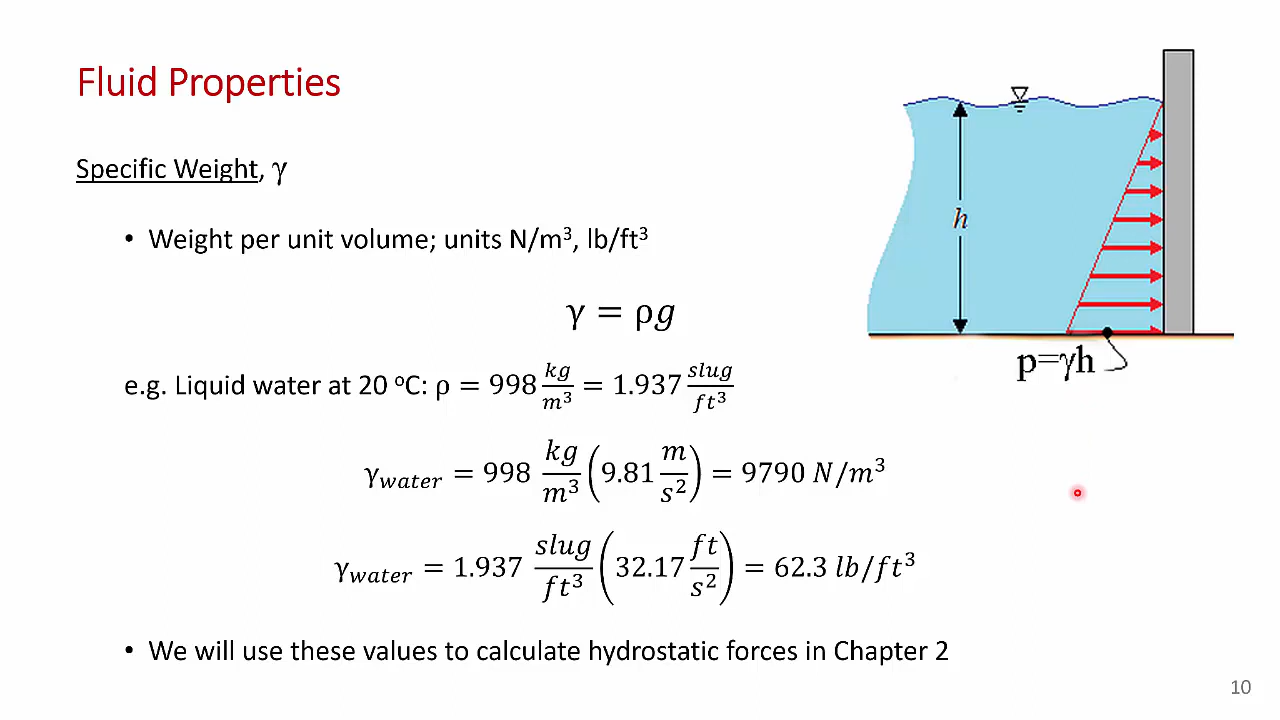 Fluid Properties
Specific Weight, γ
• Weight per unit volume; units N/m³, lb/ft³
γ = ρg
e.g. Liquid water at 20 ᵒC: ρ = 998 kg/m³ = 1.937 slug/ft³
γwater = 998 kg/m³ (9.81 m/s²) = 9790 N/m³
γwater = 1.937 slug/ft³ (32.17 ft/s²) = 62.3 lb/ft³
• We will use these values to calculate hydrostatic forces in Chapter 2
h
p=γh
10